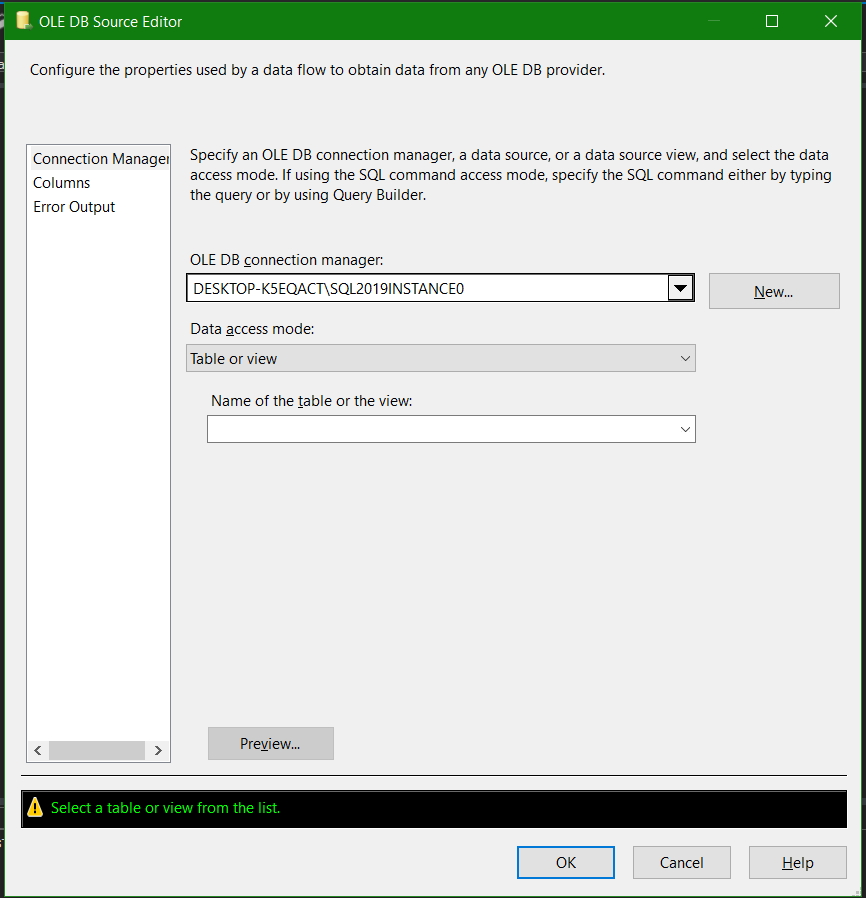 OLE DB Source Editor
Configure the properties used by a data flow to obtain data from any OLE DB provider.
Connection Manager
Columns
Error Output
Specify an OLE DB connection manager, a data source, or a data source view, and select the data
access mode. If using the SQL command access mode, specify the SQL command either by typing
the query or by using Query Builder.
OLE DB connection manager:
DESKTOP-K5EQACT\SQL2019INSTANCE0
New...
Data access mode:
Table or view
Name of the table or the view:
Preview...
Select a table or view from the list.
OK
Cancel
Help